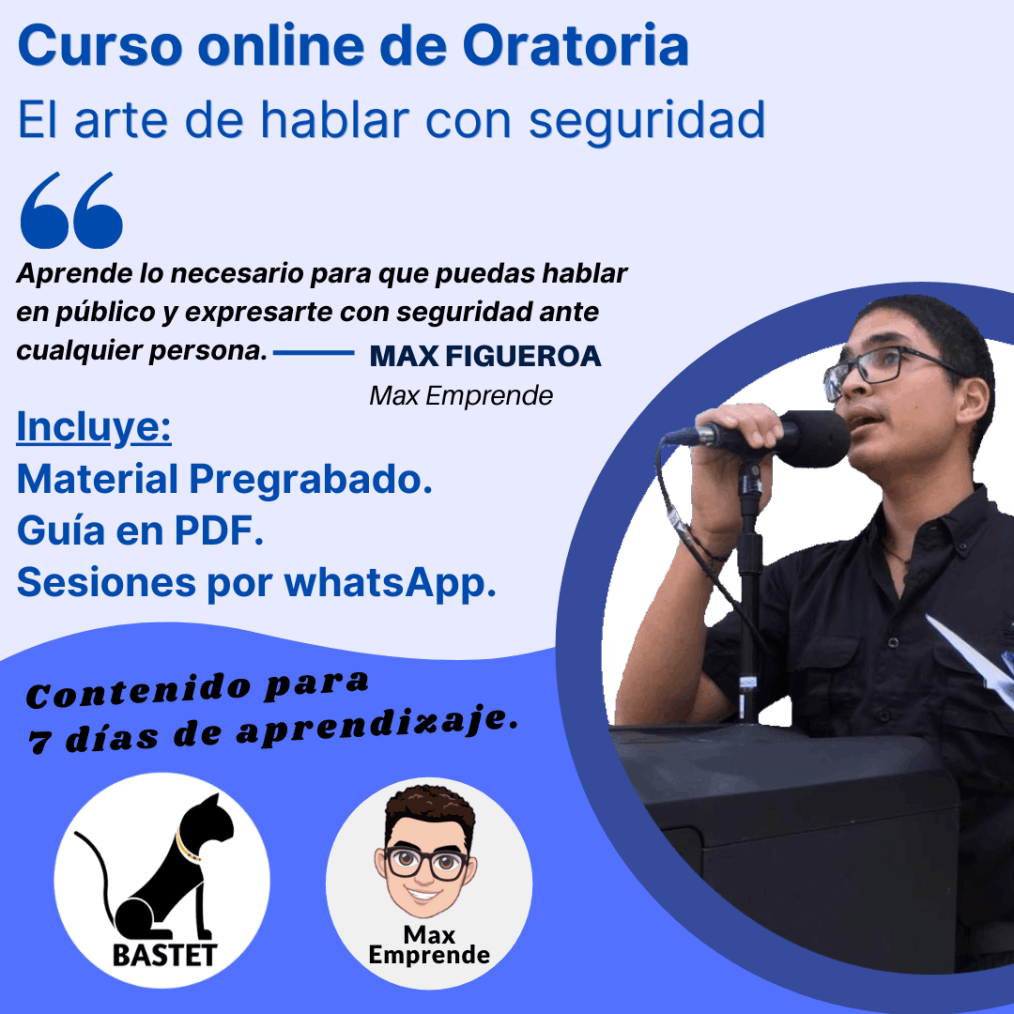 Curso online de Oratoria
El arte de hablar con seguridad
Aprende lo necesario para que puedas hablar
en público y expresarte con seguridad ante
cualquier persona.
MAX FIGUEROA
Max Emprende
Incluye:
Material Pregrabado.
Guía en PDF.
Sesiones por whatsApp.
Contenido para
7 días de aprendizaje.
BASTET
Max
Emprende